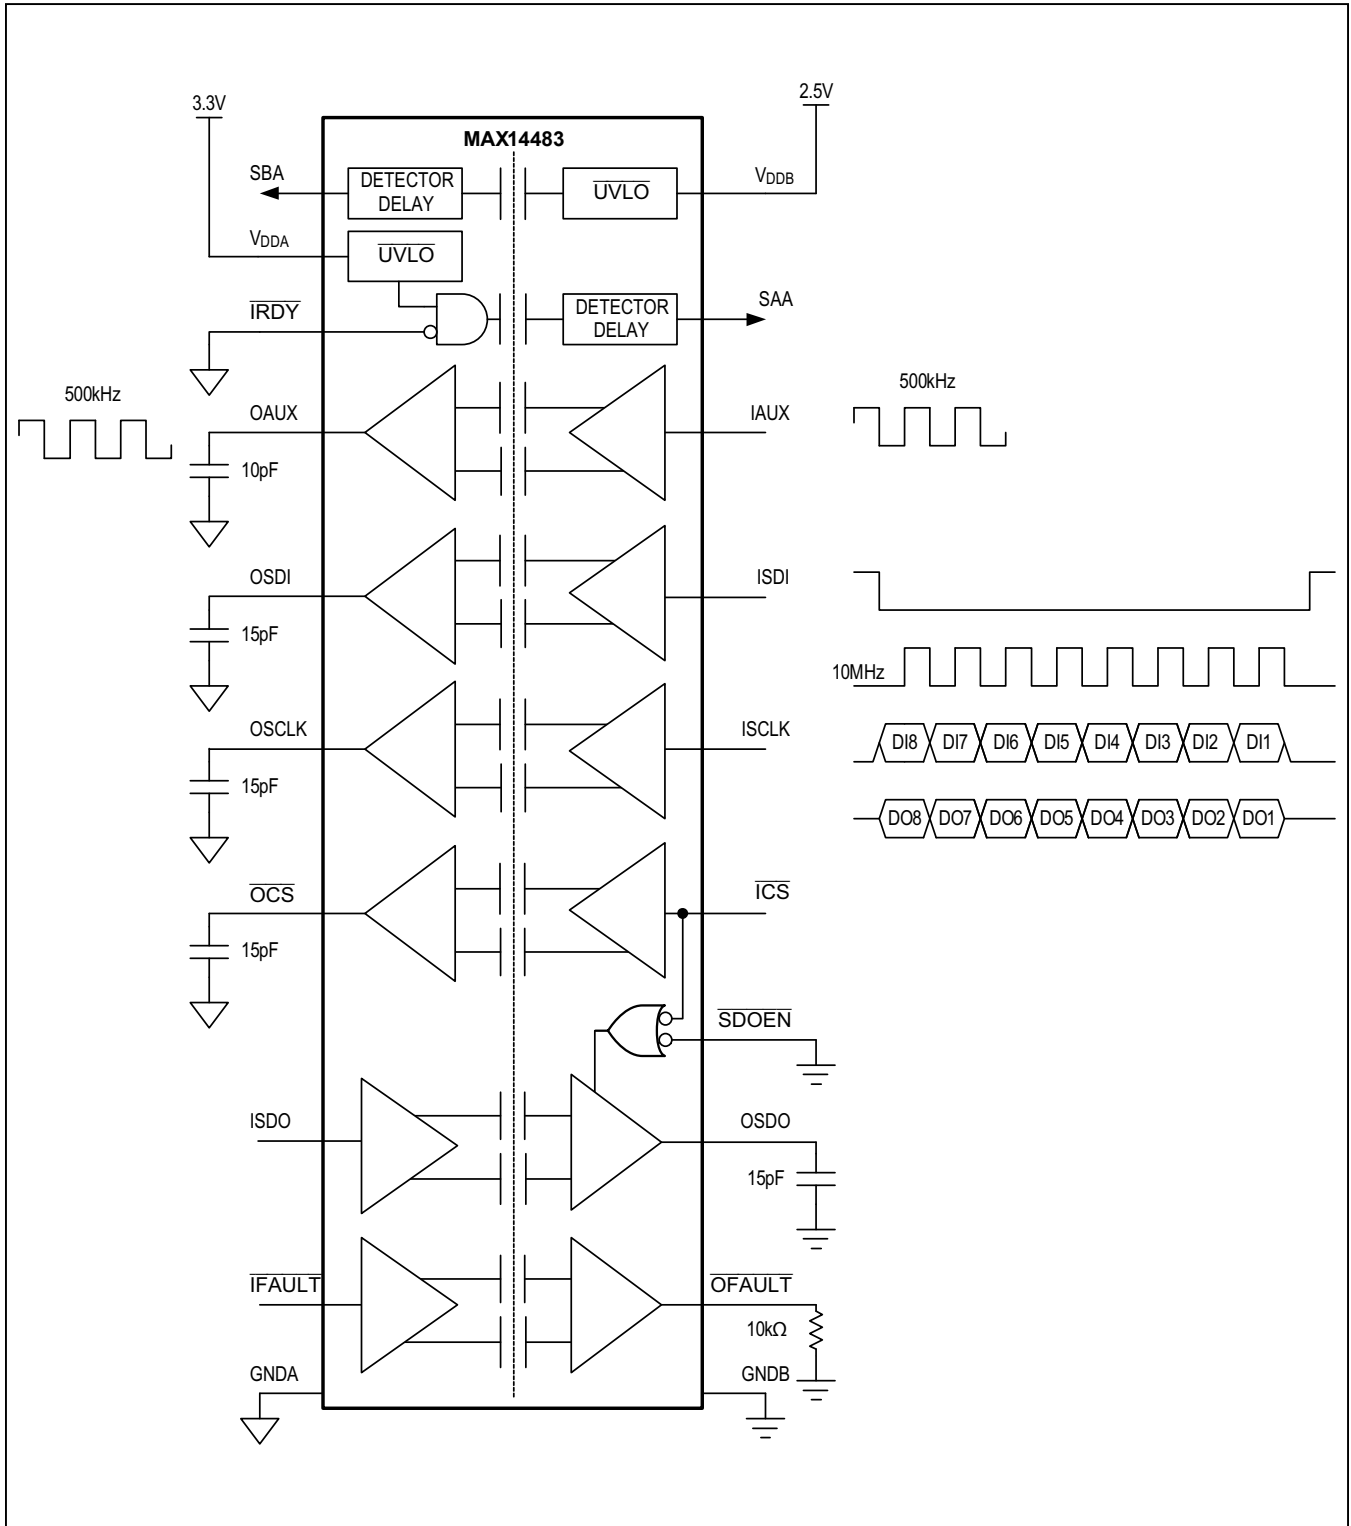 3.3V
2.5V
MAX14483
SBA
DETECTOR
DELAY
UVLO
VDDB
VDDA
UVLO
IRDY
DETECTOR
DELAY
SAA
500kHz
OAUX
IAUX
500kHz
10pF
OSDI
ISDI
15pF
10MHz
OSCLK
ISCLK
DI8 DI7 DI6 DI5 DI4 DI3 DI2 DI1
15pF
DO8 DO7 DO6 DO5 DO4 DO3 DO2 DO1
OCS
ICS
15pF
SDOEN
ISDO
OSDO
15pF
IFAULT
OFAULT
10kΩ
GNDA
GNDB